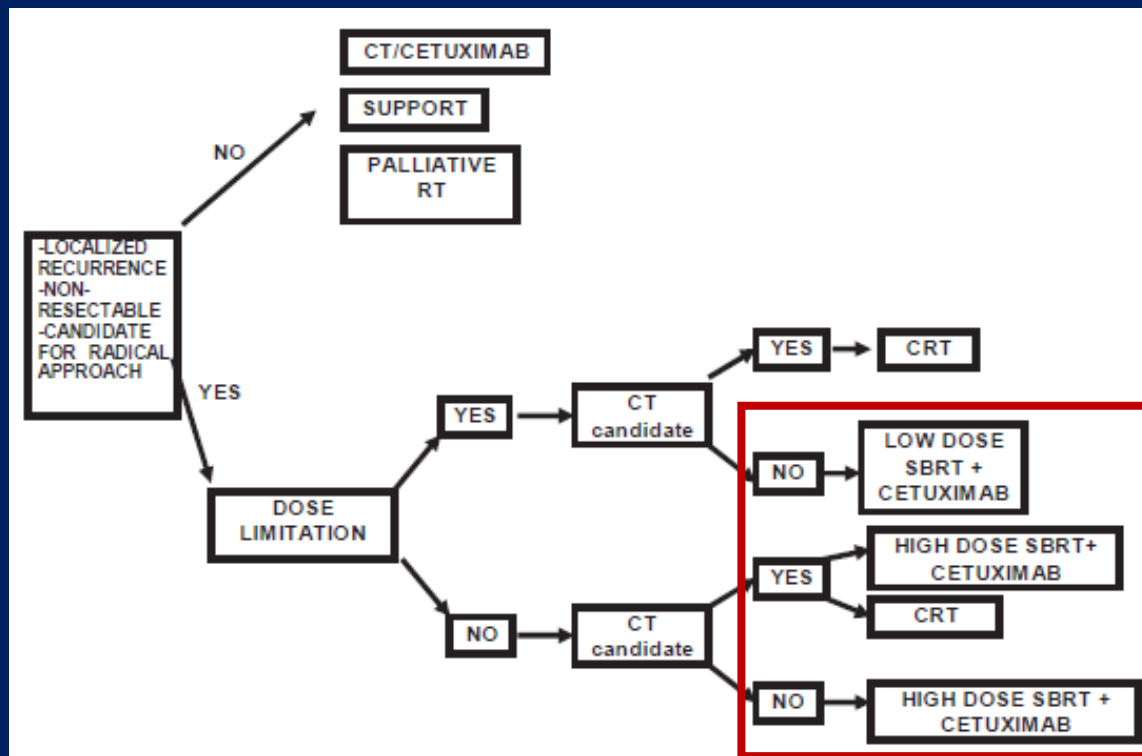 CT/CETUXIMAB
SUPPORT
PALLIATIVE
RT
NO
-LOCALIZED
RECURRENCE
-NON-
RESECTABLE
-CANDIDATE
FOR RADICAL
APPROACH
YES
DOSE
LIMITATION
YES
CT
candidate
YES
CRT
NO
LOW DOSE
SBRT +
CETUXIMAB
NO
CT
candidate
YES
HIGH DOSE SBRT+
CETUXIMAB
CRT
NO
HIGH DOSE SBRT +
CETUXIMAB